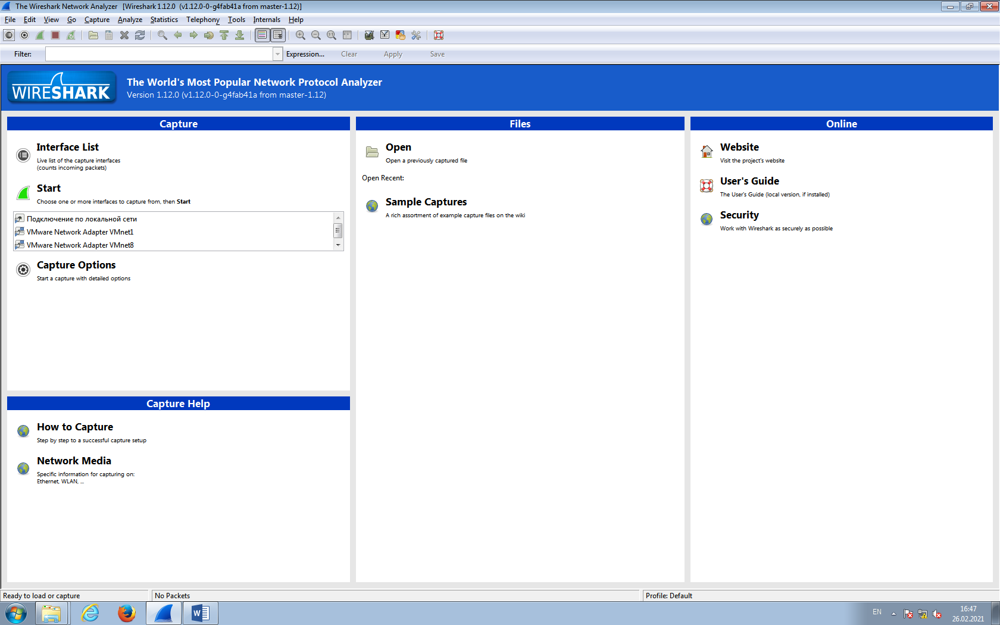 The Wireshark Network Analyzer   [Wireshark 1.12.0  (v1.12.0-0-g4fab41a from master-1.12)]
File Edit View Go Capture Analyze Statistics Telephony Tools Internals Help
Filter: Expression... Clear Apply Save
WIRESHARK
The World's Most Popular Network Protocol Analyzer
Version 1.12.0 (v1.12.0-0-g4fab41a from master-1.12)
Capture
Interface List
Live list of the capture interfaces
(counts incoming packets)
Start
Choose one or more interfaces to capture from, then Start
Подключение по локальной сети
VMware Network Adapter VMnet1
VMware Network Adapter VMnet8
Capture Options
Start a capture with detailed options
Capture Help
How to Capture
Step by step to a successful capture setup
Network Media
Specific information for capturing on:
Ethernet, WLAN, ...
Files
Open
Open a previously captured file
Open Recent:
Sample Captures
A rich assortment of example capture files on the wiki
Online
Website
Visit the project's website
User's Guide
The User's Guide (local version, if installed)
Security
Work with Wireshark as securely as possible
Ready to load or capture
No Packets
Profile: Default
EN
16:47
26.02.2021